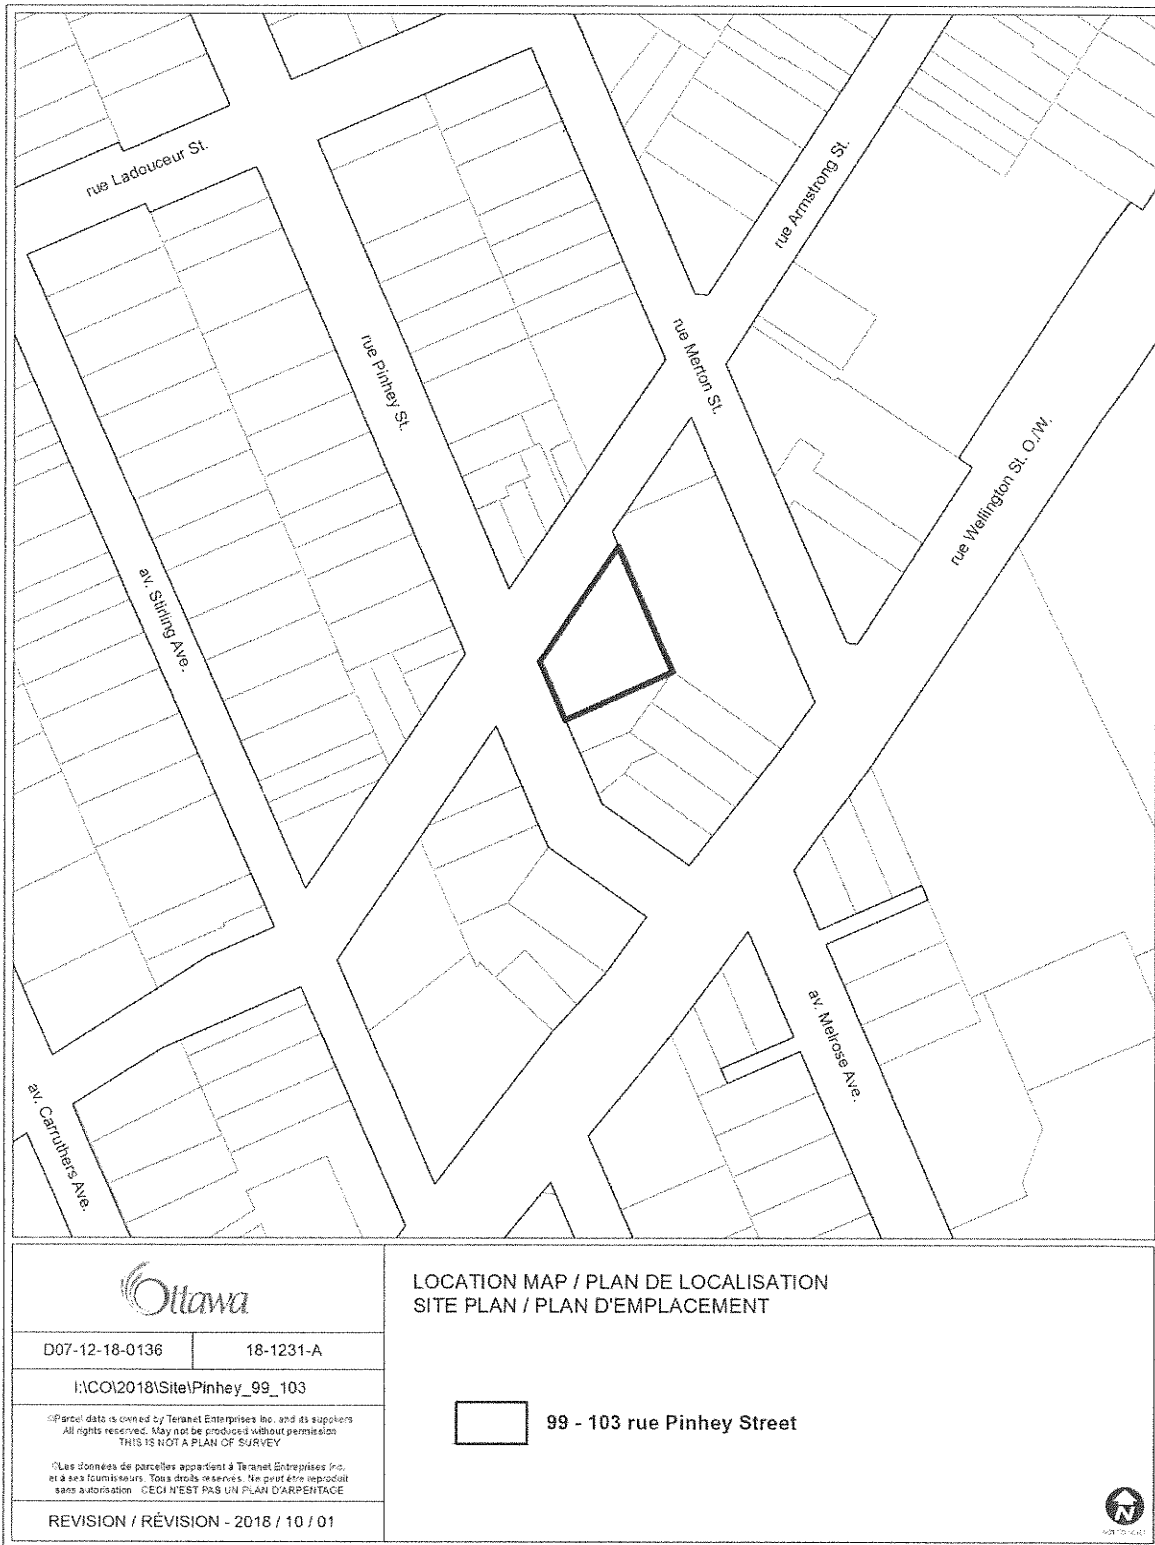 rue Ladouceur St.
rue Armstrong St.
rue Pinhey St.
rue Merton St.
rue Wellington St. O./W.
av. Stirling Ave.
av. Melrose Ave.
av. Carruthers Ave.
Ottawa
D07-12-18-0136
18-1231-A
I:\CO\2018\Site\Pinhey_99_103
©Parcel data is owned by Teranet Enterprises Inc. and its suppliers
All rights reserved. May not be produced without permission
THIS IS NOT A PLAN OF SURVEY
©Les données de parcelles appartient à Teranet Entreprises Inc.
et à ses fournisseurs. Tous droits reservés. Ne peut être reproduit
sans autorisation. CECI N'EST PAS UN PLAN D'ARPENTAGE
REVISION / RÉVISION - 2018 / 10 / 01
LOCATION MAP / PLAN DE LOCALISATION
SITE PLAN / PLAN D'EMPLACEMENT
99 - 103 rue Pinhey Street
N